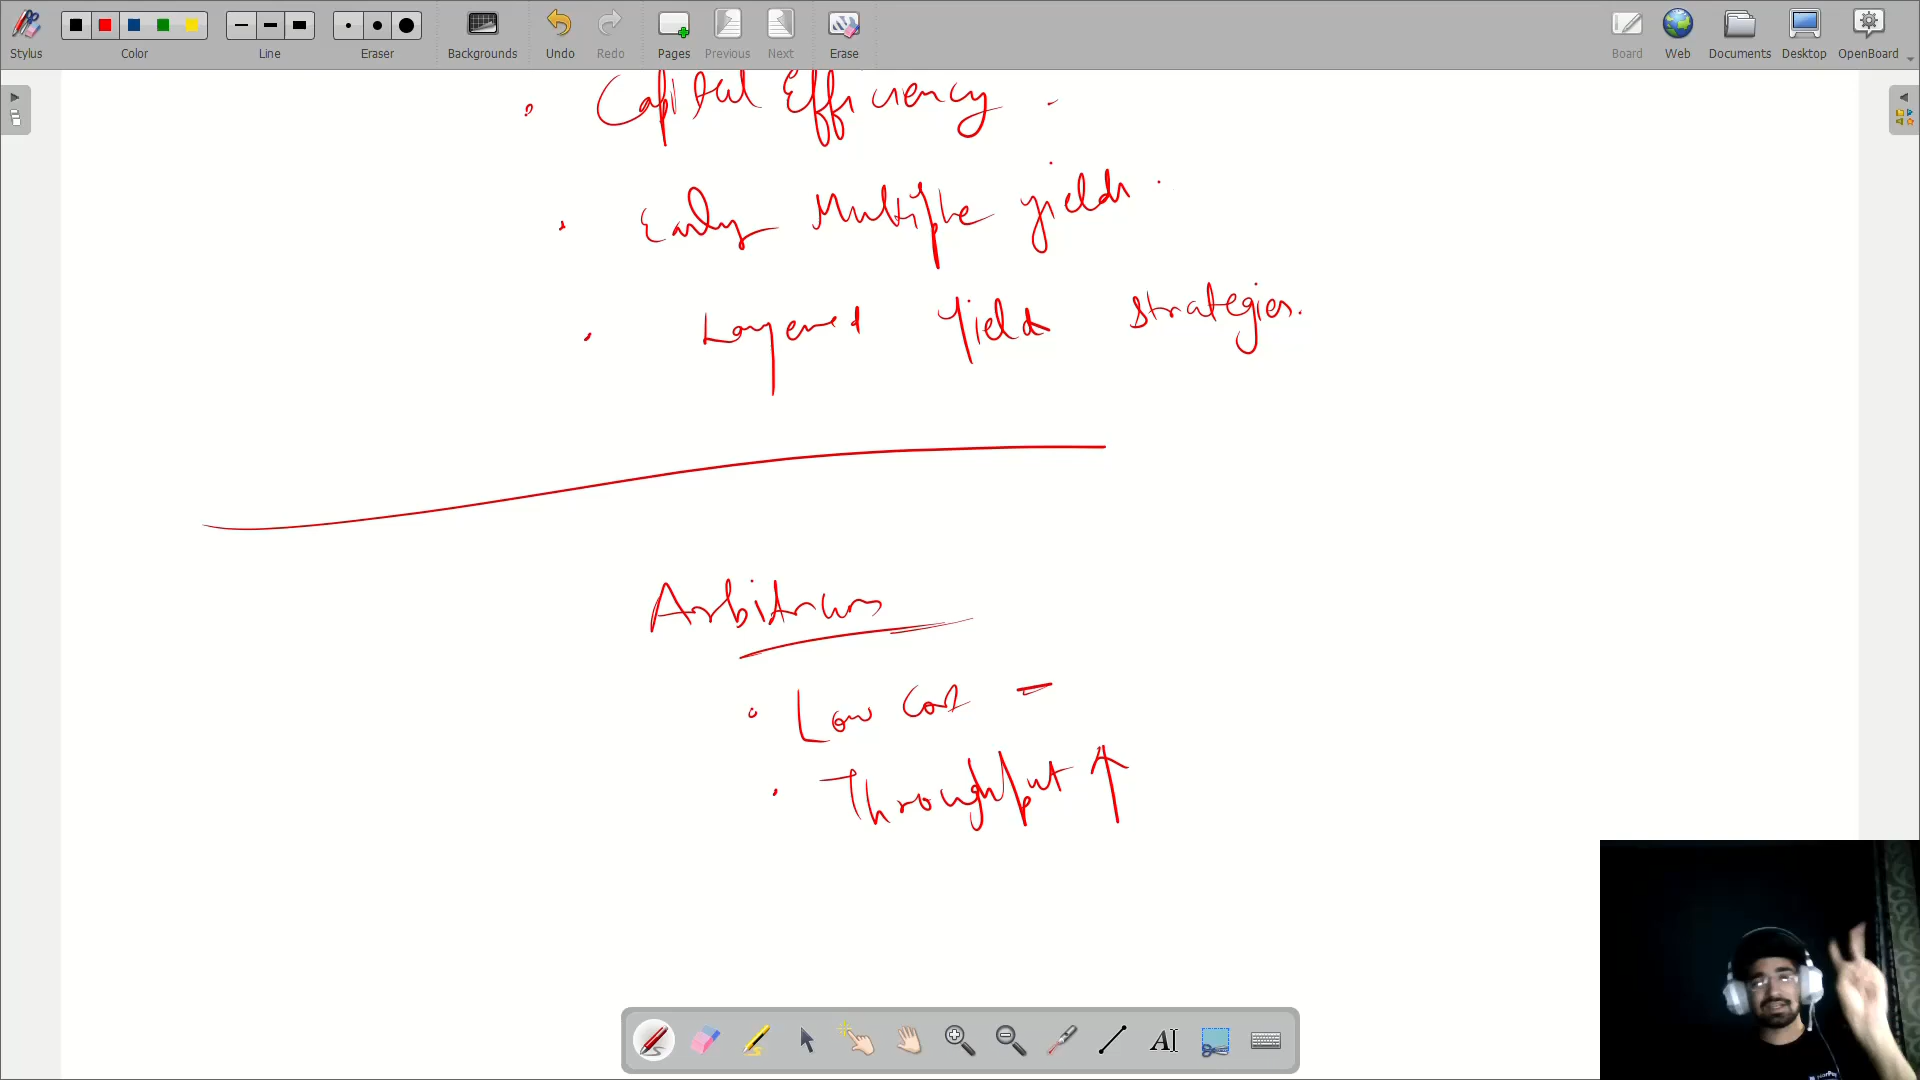 Stylus Color Line Eraser Backgrounds Undo Redo Pages Previous Next Erase Board Web Documents Desktop OpenBoard
• Capital Efficiency .
• Early Multiple yields .
• Layered Yield Strategies.
Arbitrum
• Low Cost –
• Throughput ↑